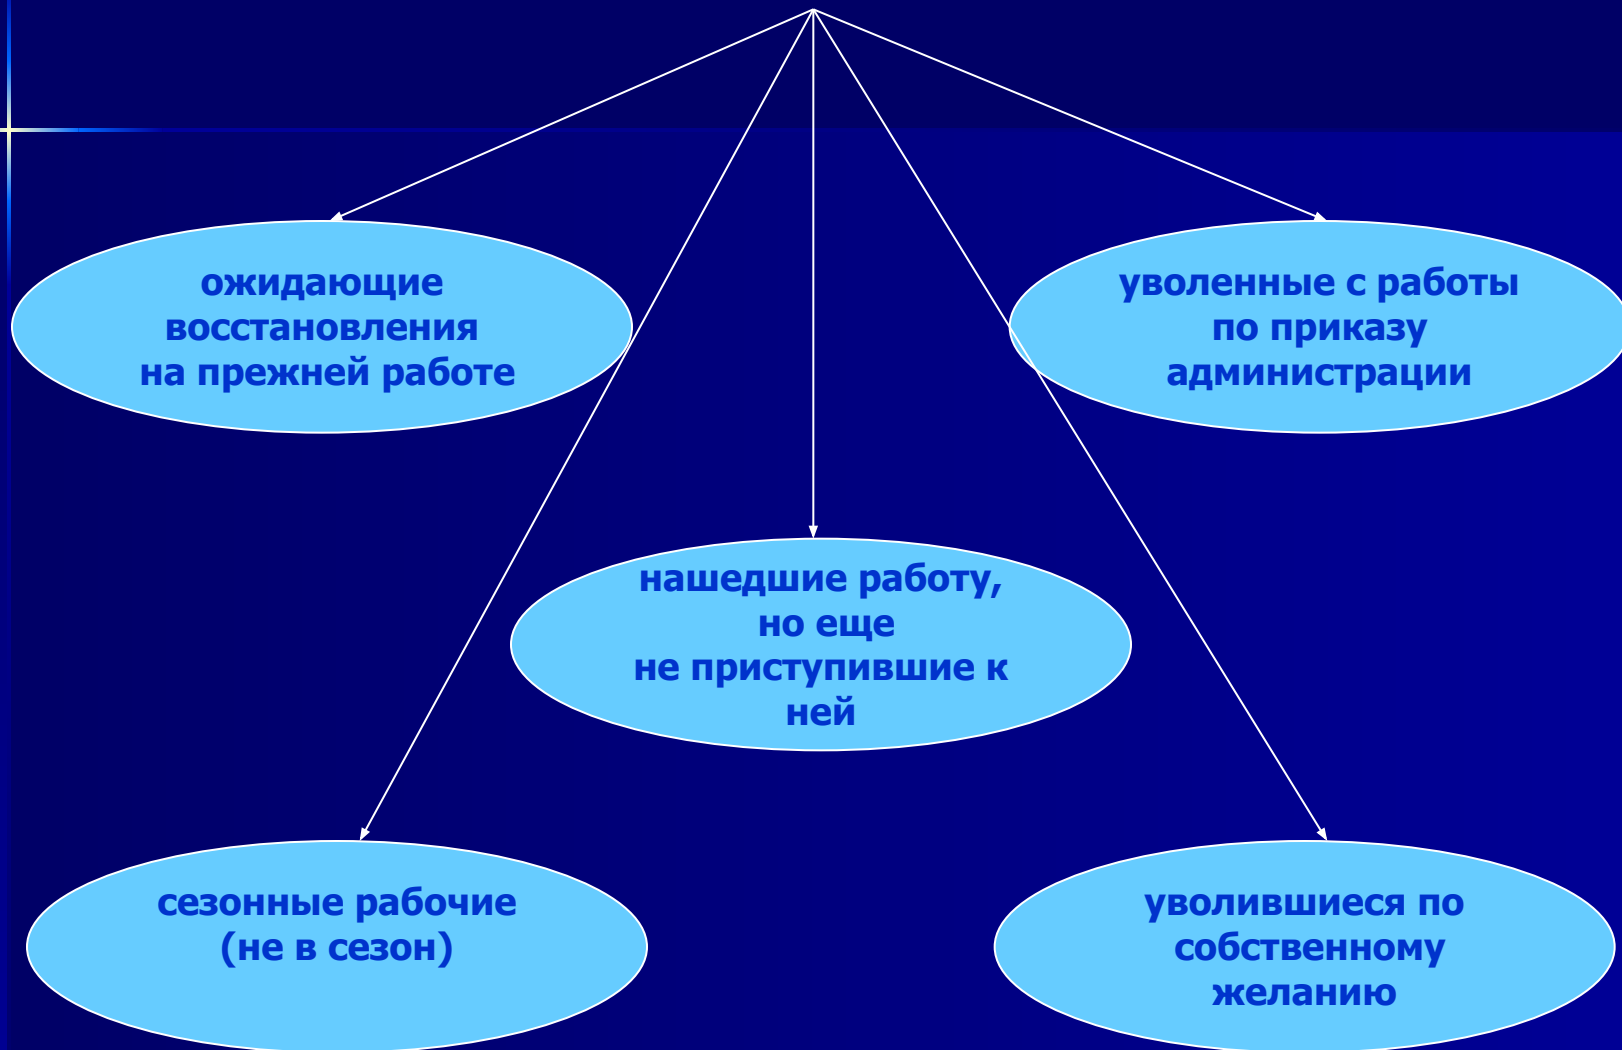 ожидающие
восстановления
на прежней работе
уволенные с работы
по приказу
администрации
нашедшие работу,
но еще
не приступившие к
ней
сезонные рабочие
(не в сезон)
уволившиеся по
собственному
желанию